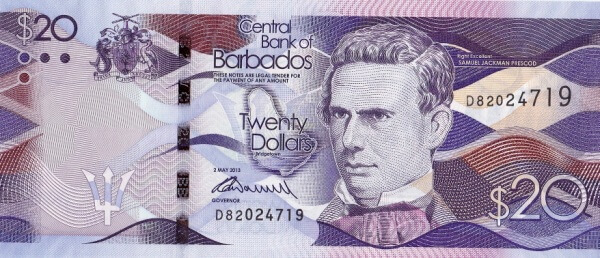 $20
Central
Bank of
Barbados
THESE NOTES ARE LEGAL TENDER FOR
THE PAYMENT OF ANY AMOUNT
Right Excellent
SAMUEL JACKMAN PRESCOD
D82024719
Twenty
Dollars
Bridgetown
2 MAY 2013
GOVERNOR
D82024719
$20